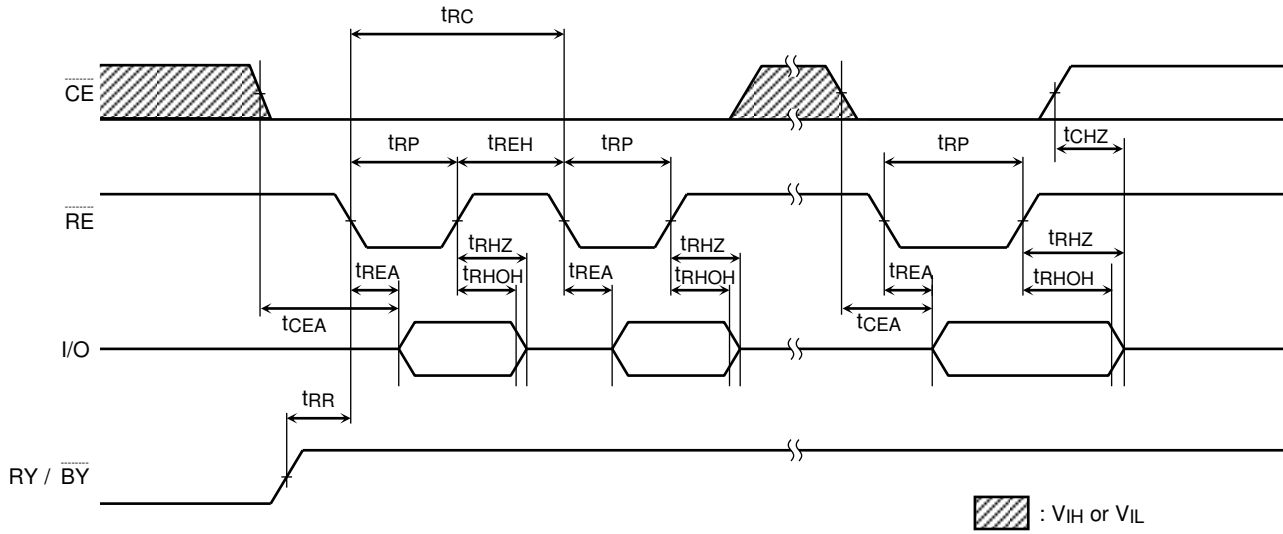 tRC
CE
tRP tREH tRP tRP tCHZ
RE
tRHZ tRHZ tRHZ
tREA tRHOH tREA tRHOH tREA tRHOH
tCEA tCEA
I/O
tRR
RY / BY
: VIH or VIL